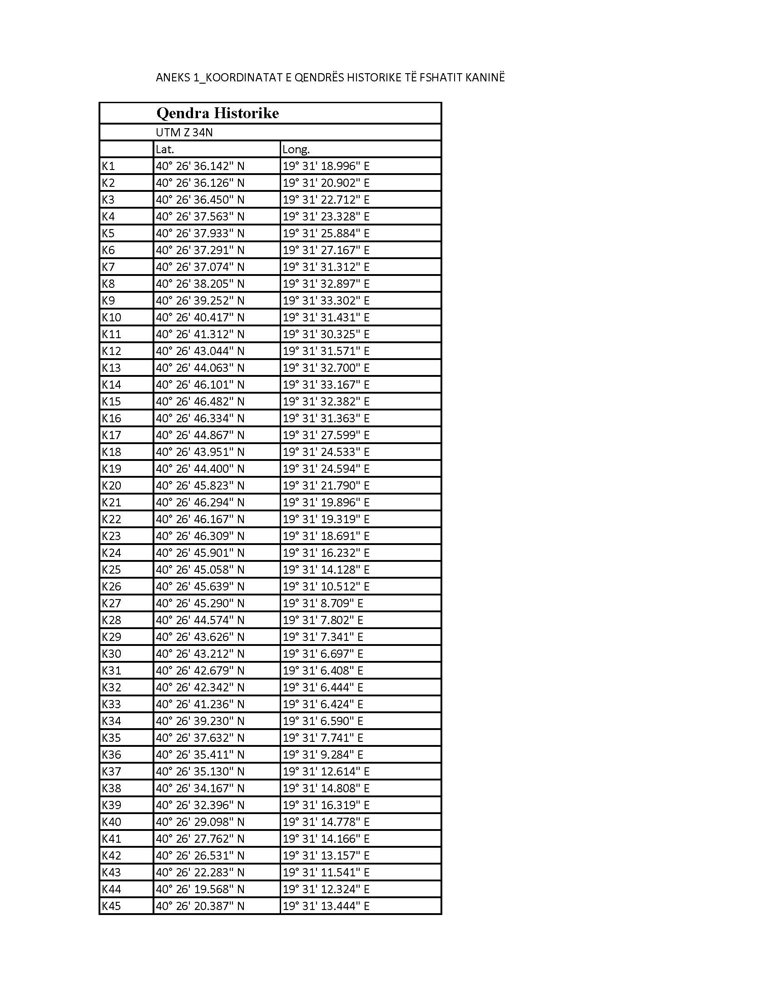 ANEKS 1_KOORDINATAT E QENDRËS HISTORIKE TË FSHATIT KANINË
Qendra Historike
UTM Z 34N
Lat. Long.
K1 40° 26' 36.142" N 19° 31' 18.996" E
K2 40° 26' 36.126" N 19° 31' 20.902" E
K3 40° 26' 36.450" N 19° 31' 22.712" E
K4 40° 26' 37.563" N 19° 31' 23.328" E
K5 40° 26' 37.933" N 19° 31' 25.884" E
K6 40° 26' 37.291" N 19° 31' 27.167" E
K7 40° 26' 37.074" N 19° 31' 31.312" E
K8 40° 26' 38.205" N 19° 31' 32.897" E
K9 40° 26' 39.252" N 19° 31' 33.302" E
K10 40° 26' 40.417" N 19° 31' 31.431" E
K11 40° 26' 41.312" N 19° 31' 30.325" E
K12 40° 26' 43.044" N 19° 31' 31.571" E
K13 40° 26' 44.063" N 19° 31' 32.700" E
K14 40° 26' 46.101" N 19° 31' 33.167" E
K15 40° 26' 46.482" N 19° 31' 32.382" E
K16 40° 26' 46.334" N 19° 31' 31.363" E
K17 40° 26' 44.867" N 19° 31' 27.599" E
K18 40° 26' 43.951" N 19° 31' 24.533" E
K19 40° 26' 44.400" N 19° 31' 24.594" E
K20 40° 26' 45.823" N 19° 31' 21.790" E
K21 40° 26' 46.294" N 19° 31' 19.896" E
K22 40° 26' 46.167" N 19° 31' 19.319" E
K23 40° 26' 46.309" N 19° 31' 18.691" E
K24 40° 26' 45.901" N 19° 31' 16.232" E
K25 40° 26' 45.058" N 19° 31' 14.128" E
K26 40° 26' 45.639" N 19° 31' 10.512" E
K27 40° 26' 45.290" N 19° 31' 8.709" E
K28 40° 26' 44.574" N 19° 31' 7.802" E
K29 40° 26' 43.626" N 19° 31' 7.341" E
K30 40° 26' 43.212" N 19° 31' 6.697" E
K31 40° 26' 42.679" N 19° 31' 6.408" E
K32 40° 26' 42.342" N 19° 31' 6.444" E
K33 40° 26' 41.236" N 19° 31' 6.424" E
K34 40° 26' 39.230" N 19° 31' 6.590" E
K35 40° 26' 37.632" N 19° 31' 7.741" E
K36 40° 26' 35.411" N 19° 31' 9.284" E
K37 40° 26' 35.130" N 19° 31' 12.614" E
K38 40° 26' 34.167" N 19° 31' 14.808" E
K39 40° 26' 32.396" N 19° 31' 16.319" E
K40 40° 26' 29.098" N 19° 31' 14.778" E
K41 40° 26' 27.762" N 19° 31' 14.166" E
K42 40° 26' 26.531" N 19° 31' 13.157" E
K43 40° 26' 22.283" N 19° 31' 11.541" E
K44 40° 26' 19.568" N 19° 31' 12.324" E
K45 40° 26' 20.387" N 19° 31' 13.444" E